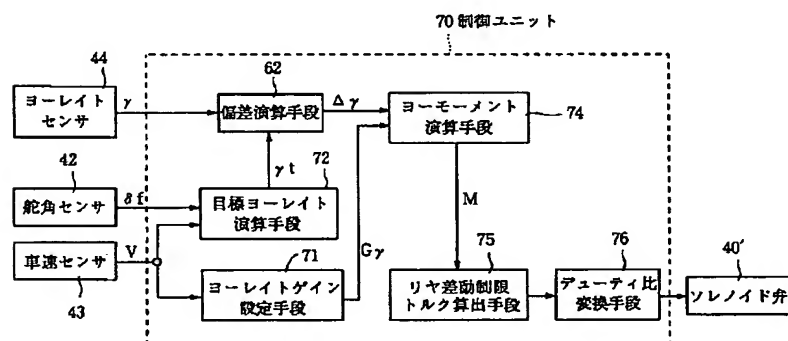 70 制御ユニット
44
ヨーレイト
センサ
γ
62
偏差演算手段
Δγ
ヨーモーメント
演算手段
74
γt
72
42
舵角センサ
δf
目標ヨーレイト
演算手段
M
車速センサ
43
V
71
ヨーレイトゲイン
設定手段
Gγ
75
リヤ差動制限
トルク算出手段
76
デューティ比
変換手段
40′
ソレノイド弁